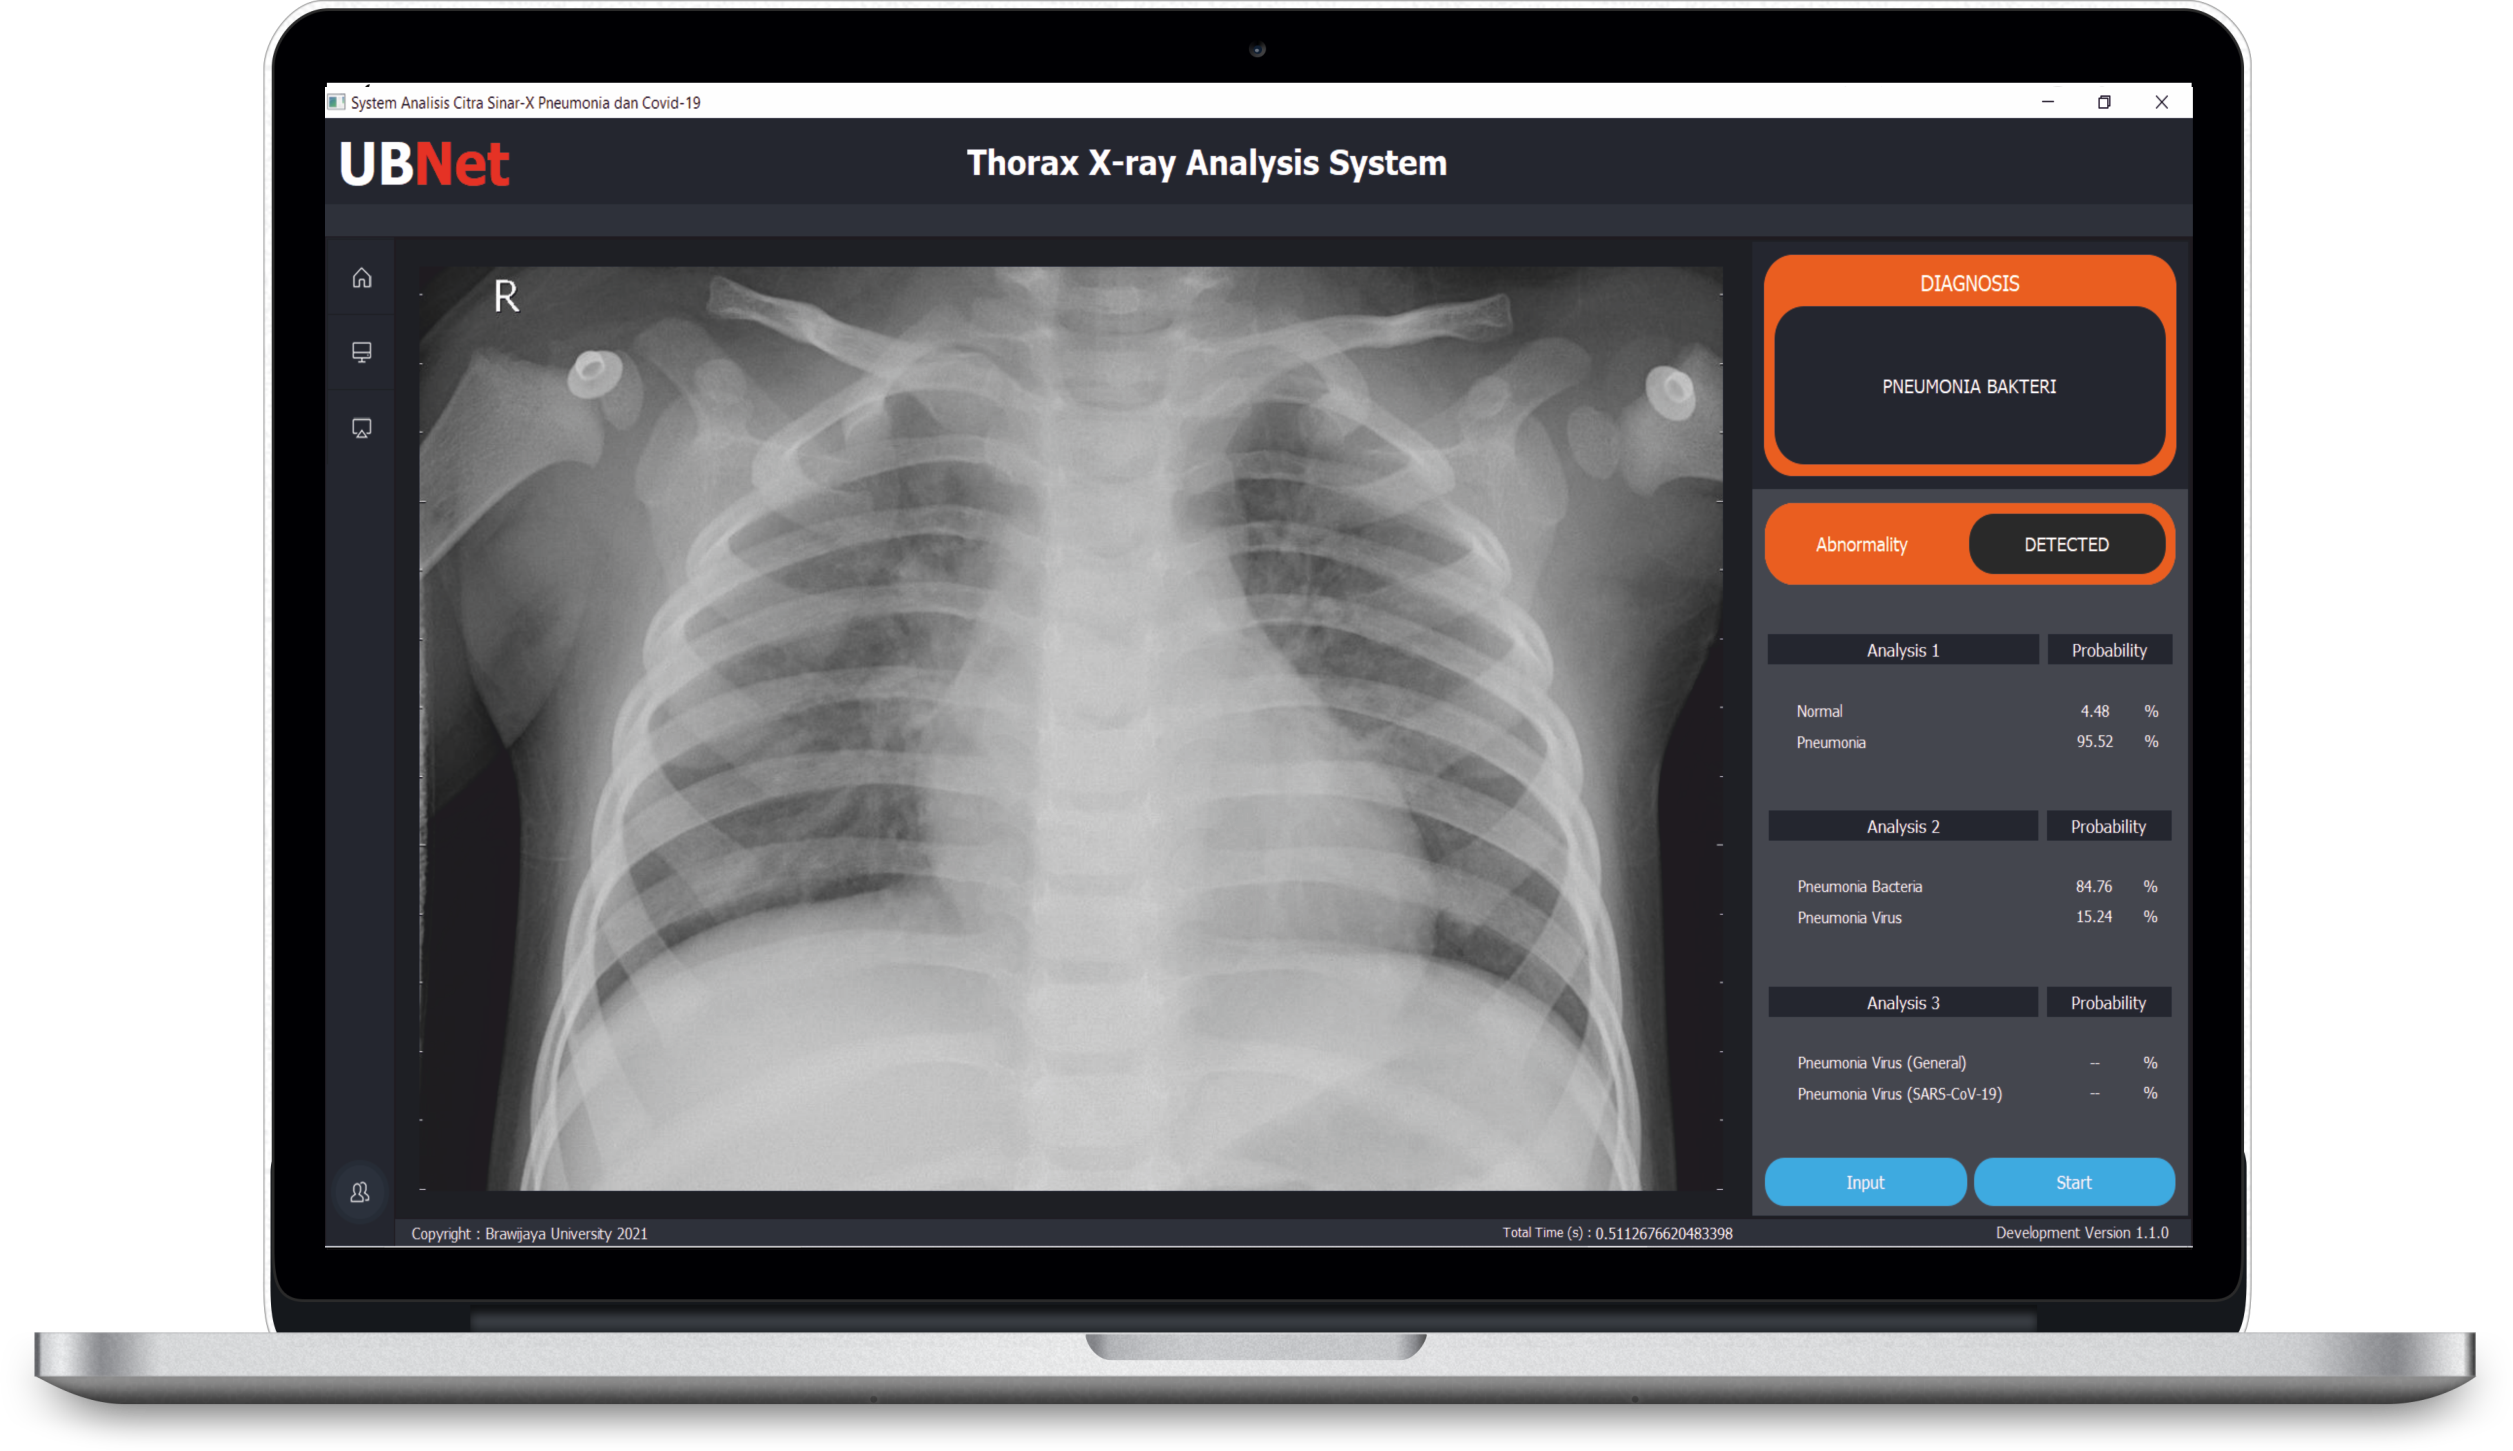 System Analisis Citra Sinar-X Pneumonia dan Covid-19
UBNet
Thorax X-ray Analysis System
R
DIAGNOSIS
PNEUMONIA BAKTERI
Abnormality DETECTED
Analysis 1 Probability
Normal 4.48 %
Pneumonia 95.52 %
Analysis 2 Probability
Pneumonia Bacteria 84.76 %
Pneumonia Virus 15.24 %
Analysis 3 Probability
Pneumonia Virus (General) -- %
Pneumonia Virus (SARS-CoV-19) -- %
Input Start
Copyright : Brawijaya University 2021 Total Time (s) : 0.5112676620483398 Development Version 1.1.0